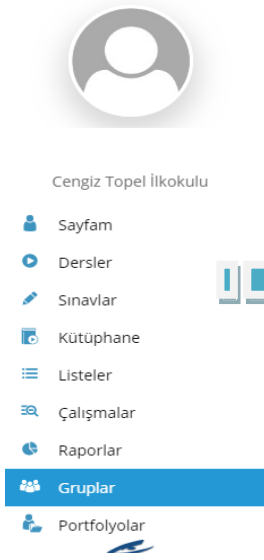 Cengiz Topel İlkokulu
Sayfam
Dersler
Sınavlar
Kütüphane
Listeler
Çalışmalar
Raporlar
Gruplar
Portfolyolar